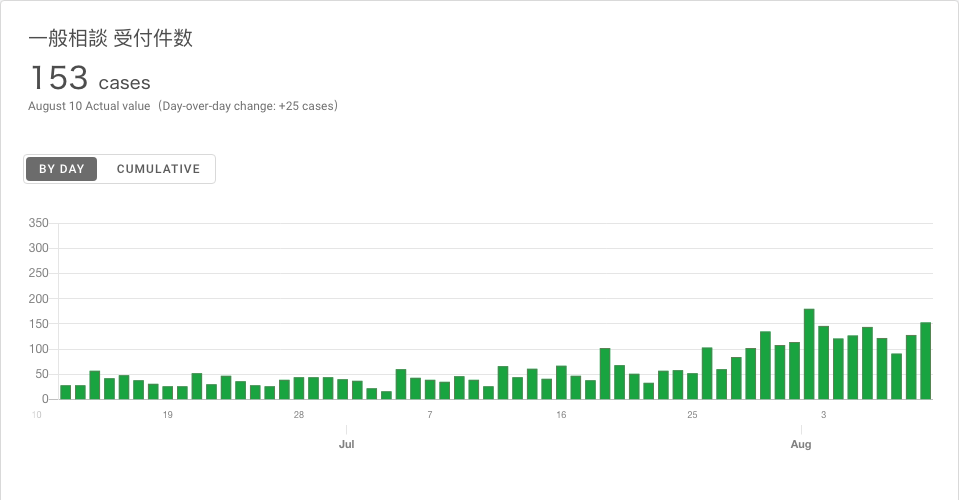 一般相談 受付件数
153 cases
August 10 Actual value（Day-over-day change: +25 cases）
BY DAY CUMULATIVE
350
300
250
200
150
100
50
0
10 19 28 7 16 25 3
Jul Aug